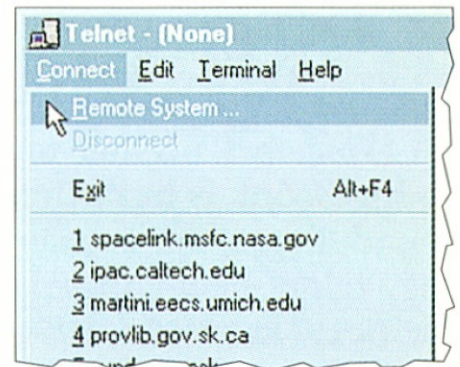 Telnet - (None)
Connect Edit Terminal Help
Remote System ...
Disconnect
Exit Alt+F4
1 spacelink.msfc.nasa.gov
2 ipac.caltech.edu
3 martini.eecs.umich.edu
4 provlib.gov.sk.ca